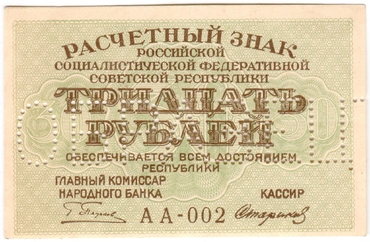 РАСЧЕТНЫЙ ЗНАК
РОССИЙСКОЙ
СОЦИАЛИСТИЧЕСКОЙ ФЕДЕРАТИВНОЙ
СОВЕТСКОЙ РЕСПУБЛИКИ
ТРИДЦАТЬ
РУБЛЕЙ
ОБЕСПЕЧИВАЕТСЯ ВСЕМ ДОСТОЯНИЕМ
РЕСПУБЛИКИ
ГЛАВНЫЙ КОМИССАР
НАРОДНОГО БАНКА
КАССИР
АА-002